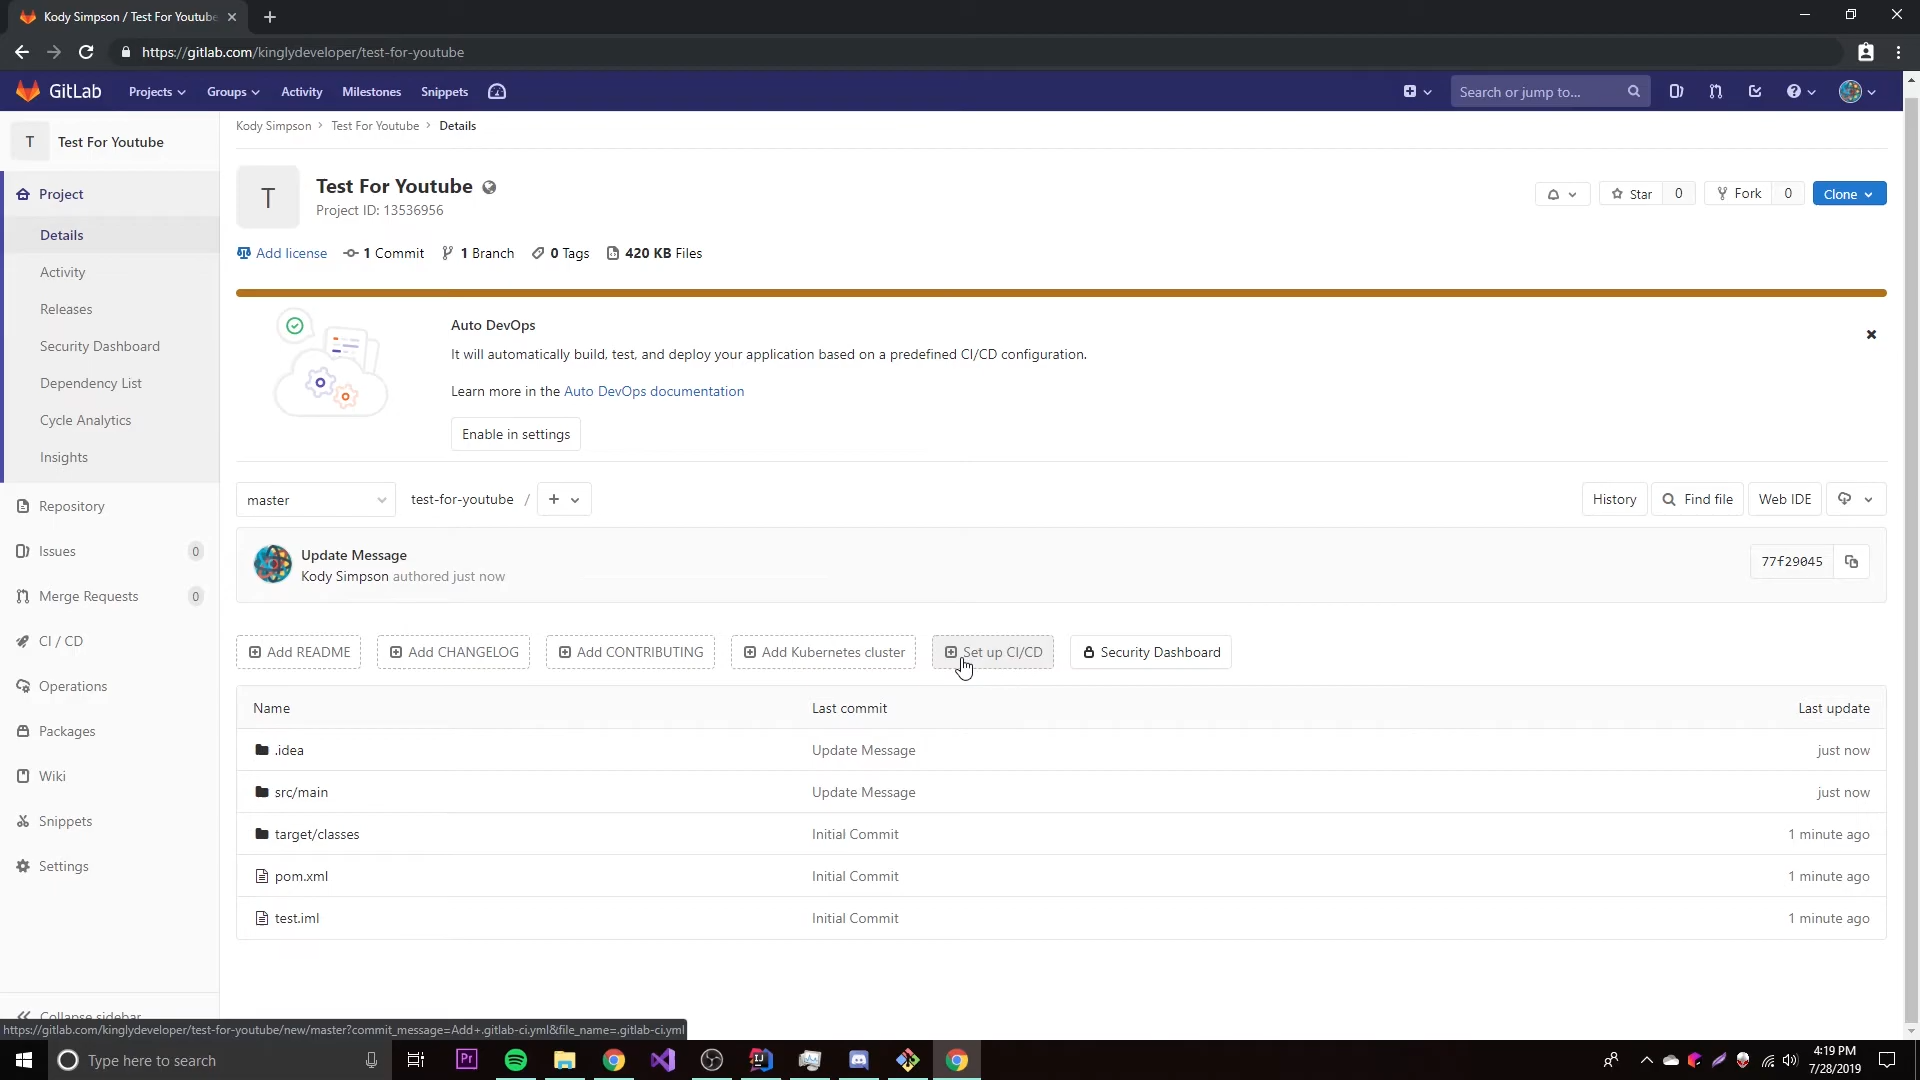 Kody Simpson / Test For Youtube
https://gitlab.com/kinglydeveloper/test-for-youtube
GitLab Projects Groups Activity Milestones Snippets Search or jump to...
T Test For Youtube
Kody Simpson > Test For Youtube > Details
Project
Details
Activity
Releases
Security Dashboard
Dependency List
Cycle Analytics
Insights
Repository
Issues 0
Merge Requests 0
CI / CD
Operations
Packages
Wiki
Snippets
Settings
Collapse sidebar
T
Test For Youtube
Project ID: 13536956
Star 0 Fork 0 Clone
Add license 1 Commit 1 Branch 0 Tags 420 KB Files
Auto DevOps
It will automatically build, test, and deploy your application based on a predefined CI/CD configuration.
Learn more in the Auto DevOps documentation
Enable in settings
master test-for-youtube / + History Find file Web IDE
Update Message
Kody Simpson authored just now
77f29045
Add README Add CHANGELOG Add CONTRIBUTING Add Kubernetes cluster Set up CI/CD Security Dashboard
Name Last commit Last update
.idea Update Message just now
src/main Update Message just now
target/classes Initial Commit 1 minute ago
pom.xml Initial Commit 1 minute ago
test.iml Initial Commit 1 minute ago
https://gitlab.com/kinglydeveloper/test-for-youtube/new/master?commit_message=Add+.gitlab-ci.yml&file_name=.gitlab-ci.yml
Type here to search
Pr
IJ
4:19 PM
7/28/2019